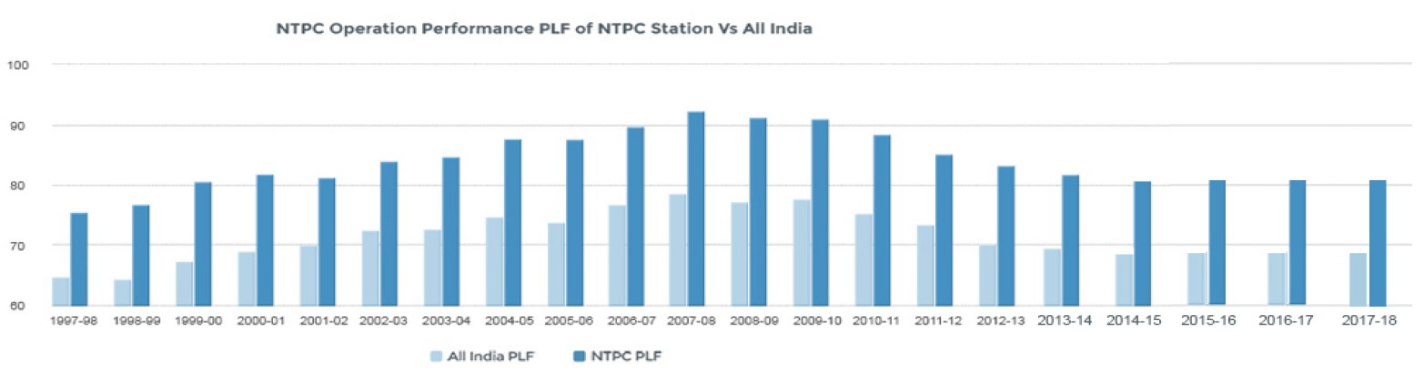 NTPC Operation Performance PLF of NTPC Station Vs All India
100
90
80
70
60
1997-98 1998-99 1999-00 2000-01 2001-02 2002-03 2003-04 2004-05 2005-06 2006-07 2007-08 2008-09 2009-10 2010-11 2011-12 2012-13 2013-14 2014-15 2015-16 2016-17 2017-18
All India PLF NTPC PLF